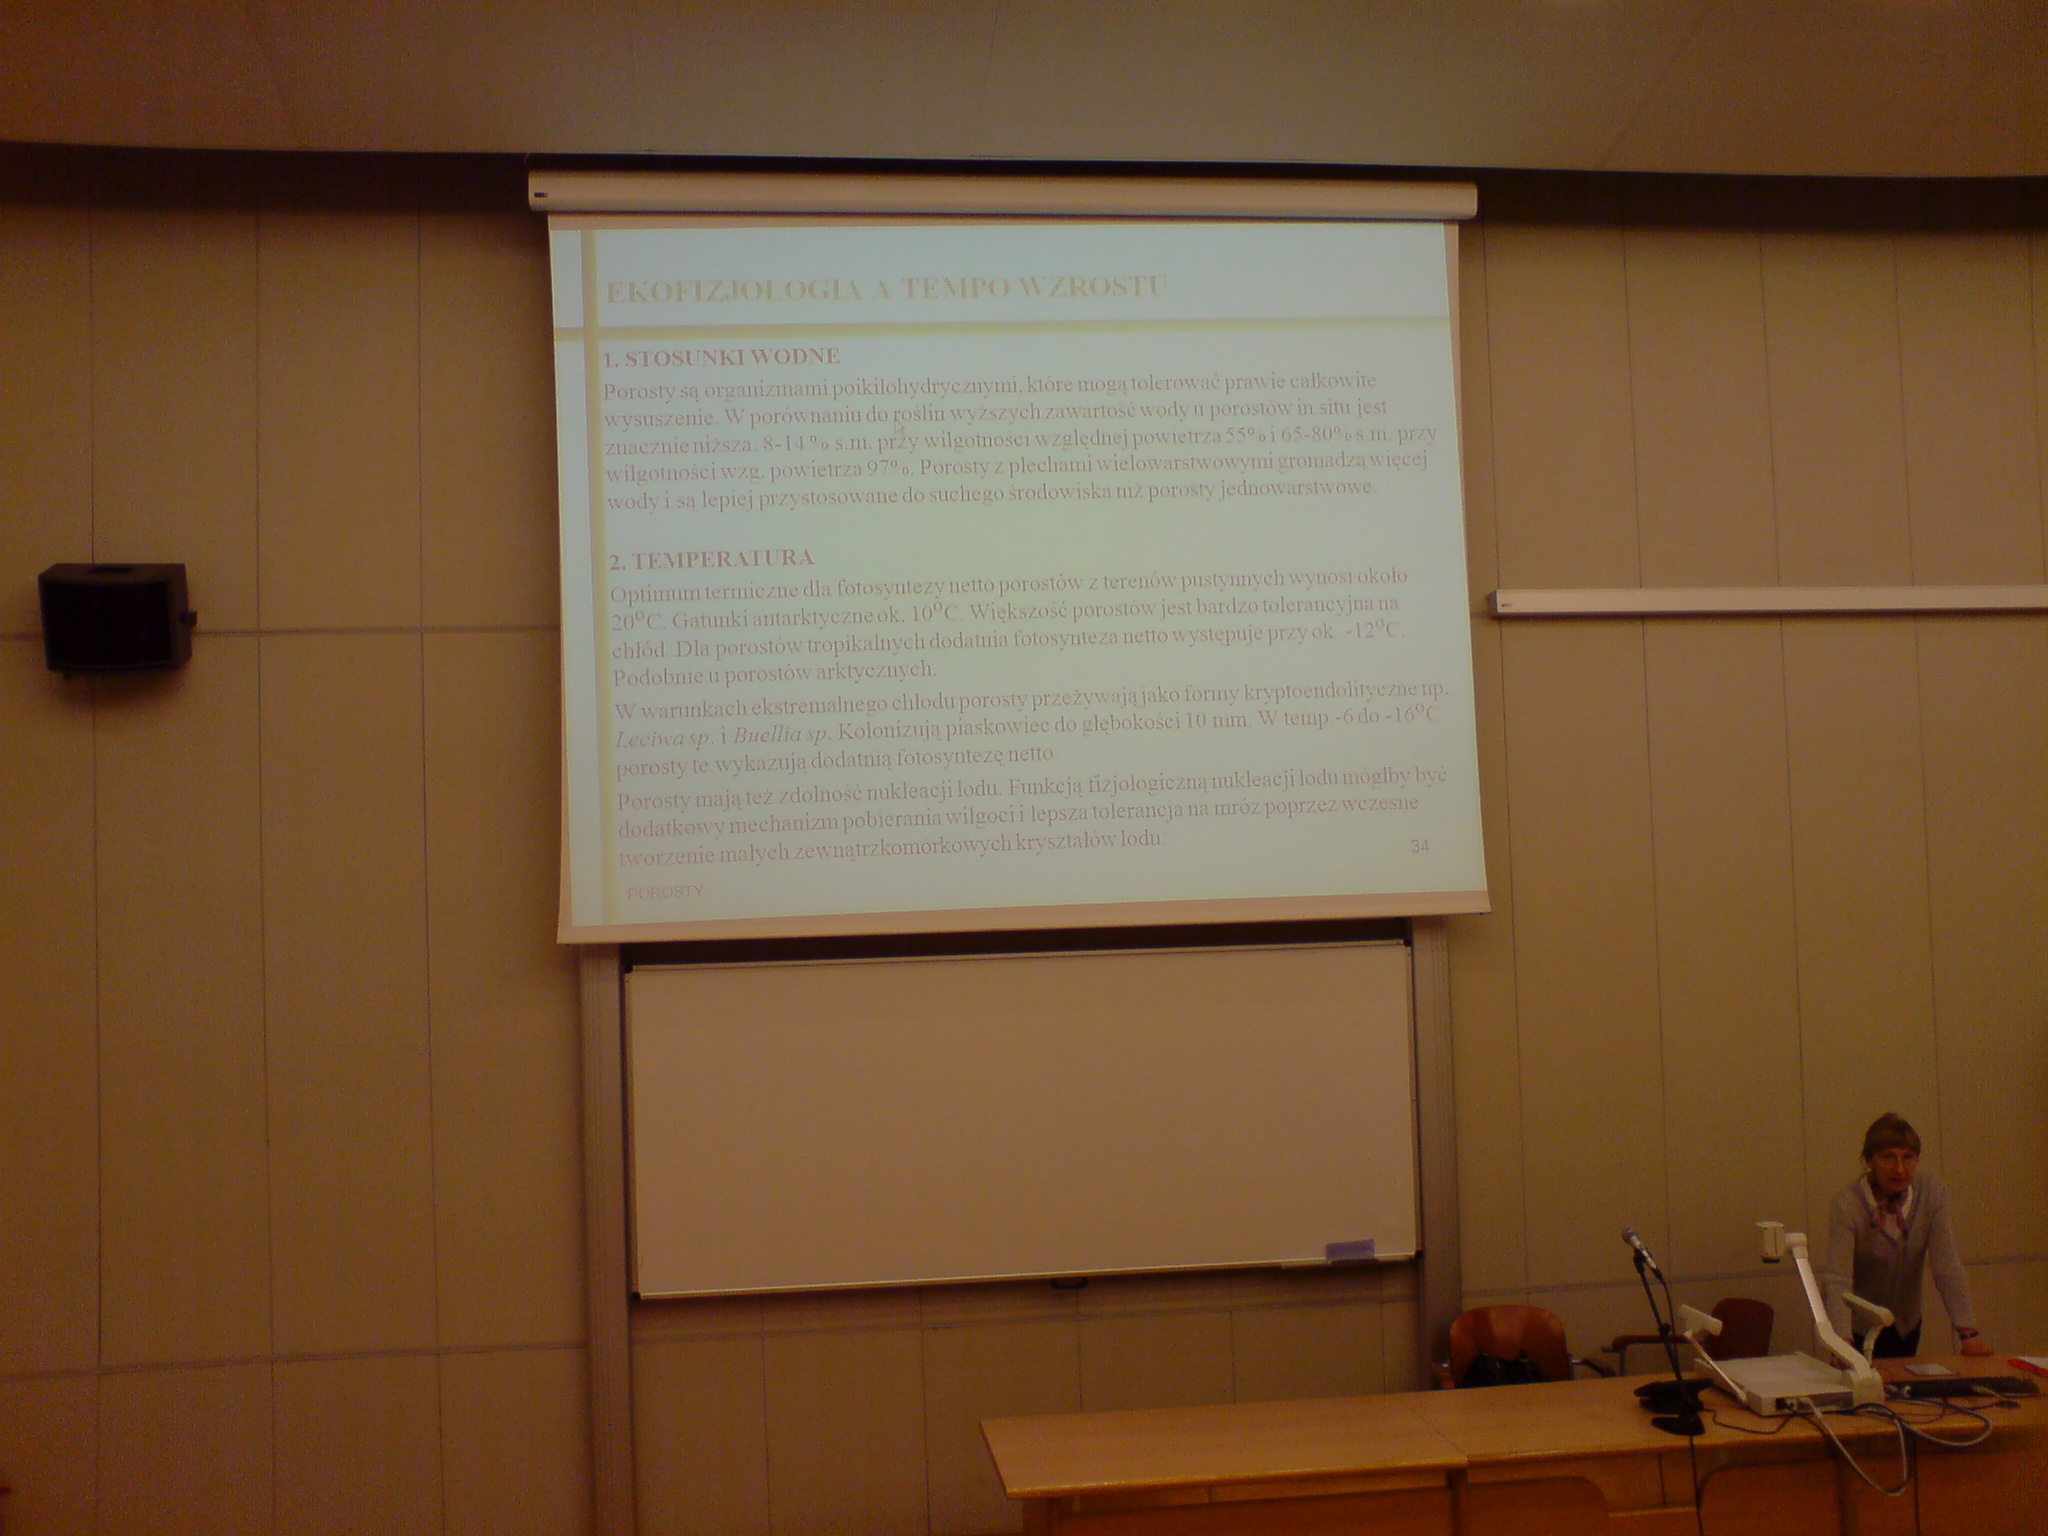 EKOFIZJOLOGIA A TEMPO WZROSTU
1. STOSUNKI WODNE
Porosty są organizmami poikilohydrycznymi, które mogą tolerować prawie całkowite
wysuszenie. W porównaniu do roślin wyższych zawartość wody u porostów in situ jest
znacznie niższa: 8-14 % s.m. przy wilgotności względnej powietrza 55% i 65-80% s.m. przy
wilgotności wzg. powietrza 97%. Porosty z plechami wielowarstwowymi gromadzą więcej
wody i są lepiej przystosowane do suchego środowiska niż porosty jednowarstwowe.
2. TEMPERATURA
Optimum termiczne dla fotosyntezy netto porostów z terenów pustynnych wynosi około
20°C. Gatunki antarktyczne ok. 10°C. Większość porostów jest bardzo tolerancyjna na
chłód. Dla porostów tropikalnych dodatnia fotosynteza netto występuje przy ok. -12°C.
Podobnie u porostów arktycznych.
W warunkach ekstremalnego chłodu porosty przeżywają jako formy kryptoendolityczne np.
Leciwa sp. i Buellia sp. Kolonizują piaskowiec do głębokości 10 mm. W temp.-6 do -16°C
porosty te wykazują dodatnią fotosyntezę netto
Porosty mają też zdolność nukleacji lodu. Funkcją fizjologiczną nukleacji lodu mógłby być
dodatkowy mechanizm pobierania wilgoci i lepsza tolerancja na mróz poprzez wczesne
tworzenie małych zewnątrzkomorkowych kryształów lodu
34
POROSTY